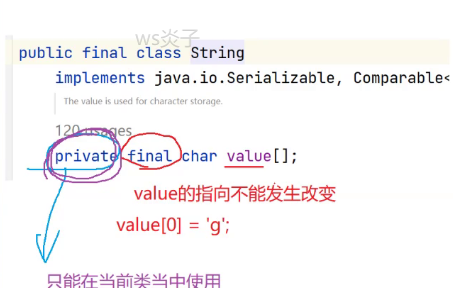 ws炎子
public final class String
implements java.io.Serializable, Comparable<
The value is used for character storage.
120 usages
private final char value[];
value的指向不能发生改变
value[0] = 'g';
只能在当前类当中使用